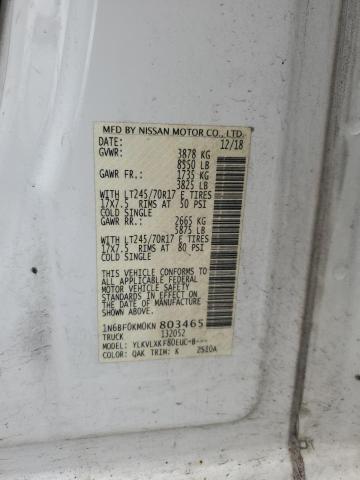 MFD BY NISSAN MOTOR CO., LTD.
DATE: 12/18
GVWR: 3878 KG
8550 LB
GAWR FR.: 1735 KG
3825 LB
WITH LT245/70R17 E TIRES
17X7.5 RIMS AT 50 PSI
COLD SINGLE
GAWR RR.: 2665 KG
5875 LB
WITH LT245/70R17 E TIRES
17X7.5 RIMS AT 80 PSI
COLD SINGLE
THIS VEHICLE CONFORMS
TO ALL APPLICABLE FEDERAL
MOTOR VEHICLE SAFETY
STANDARDS IN EFFECT ON
THE DATE OF MANUFACTURE
SHOWN ABOVE.
1N6BF0KM0KN 803465
TRUCK 132052
MODEL: YLKVLXKF80EUC-B---
COLOR: QAK TRIM: K 2510A